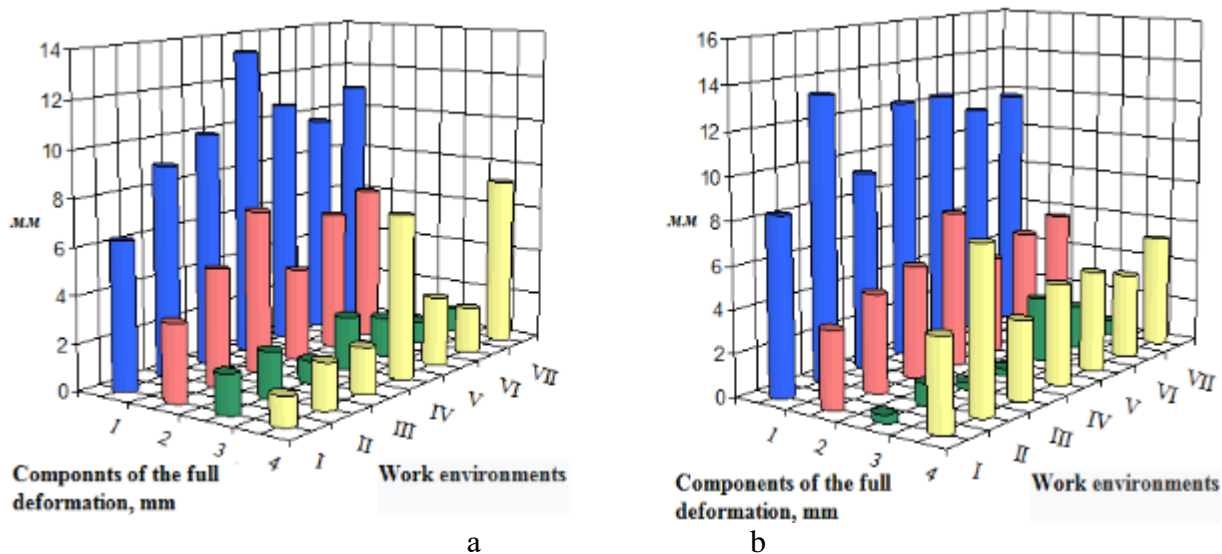 14
12
10
8
мм
6
4
2
0
1
2
3
4
I
II
III
IV
V
VI
VII
Componnts of the full
deformation, mm
Work environments
a
16
14
12
10
мм
8
6
4
2
0
1
2
3
4
I
II
III
IV
V
VI
VII
Components of the full
deformation, mm
Work environments
b